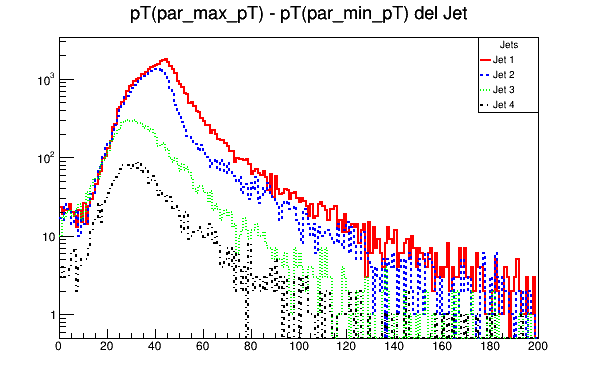 pT(par_max_pT) - pT(par_min_pT) del Jet
Jets
Jet 1
Jet 2
Jet 3
Jet 4
10³
10²
10
1
0 20 40 60 80 100 120 140 160 180 200